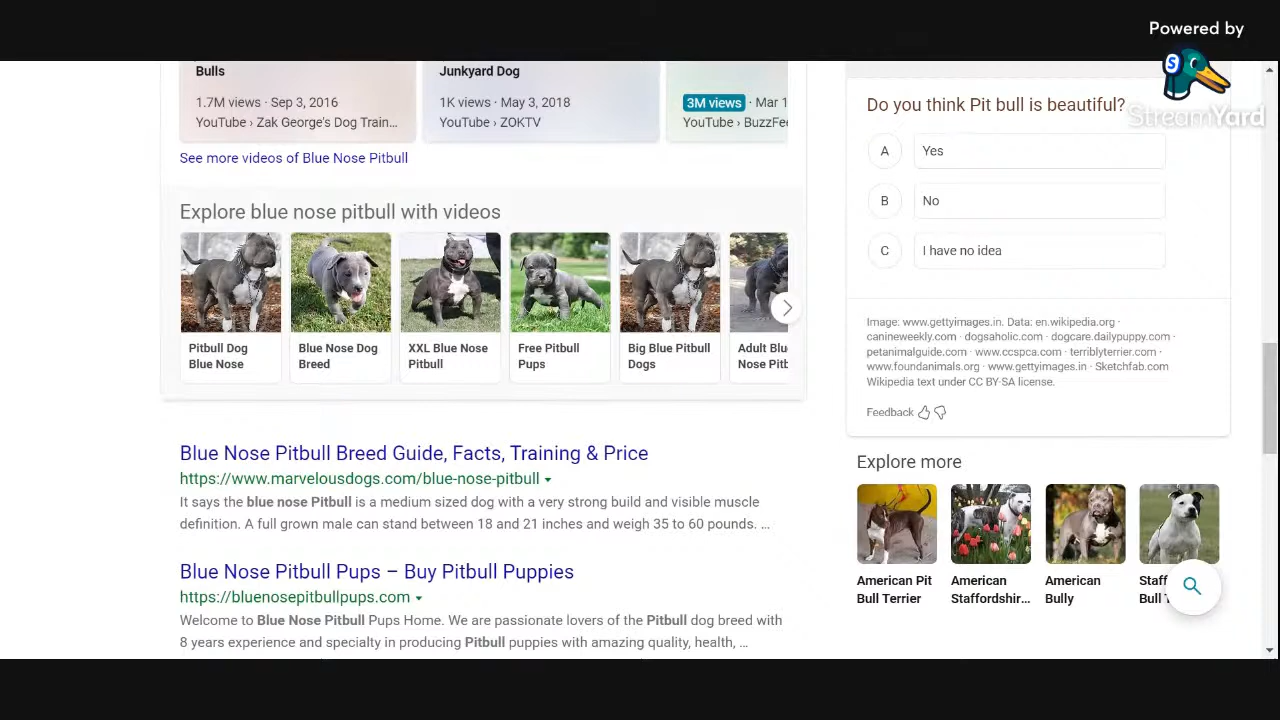 Powered by
StreamYard
Bulls
1.7M views · Sep 3, 2016
YouTube › Zak George's Dog Train...
Junkyard Dog
1K views · May 3, 2018
YouTube › ZOKTV
3M views · Mar 1
YouTube › BuzzFee
See more videos of Blue Nose Pitbull
Explore blue nose pitbull with videos
Pitbull Dog
Blue Nose
Blue Nose Dog
Breed
XXL Blue Nose
Pitbull
Free Pitbull
Pups
Big Blue Pitbull
Dogs
Adult Blu
Nose Pitb
Blue Nose Pitbull Breed Guide, Facts, Training & Price
https://www.marvelousdogs.com/blue-nose-pitbull
It says the blue nose Pitbull is a medium sized dog with a very strong build and visible muscle
definition. A full grown male can stand between 18 and 21 inches and weigh 35 to 60 pounds. ...
Blue Nose Pitbull Pups – Buy Pitbull Puppies
https://bluenosepitbullpups.com
Welcome to Blue Nose Pitbull Pups Home. We are passionate lovers of the Pitbull dog breed with
8 years experience and specialty in producing Pitbull puppies with amazing quality, health, ...
Do you think Pit bull is beautiful?
A Yes
B No
C I have no idea
Image: www.gettyimages.in. Data: en.wikipedia.org ·
canineweekly.com · dogsaholic.com · dogcare.dailypuppy.com ·
petanimalguide.com · www.ccspca.com · terriblyterrier.com ·
www.foundanimals.org · www.gettyimages.in · Sketchfab.com
Wikipedia text under CC BY-SA license.
Feedback
Explore more
American Pit
Bull Terrier
American
Staffordshir...
American
Bully
Staff
Bull T